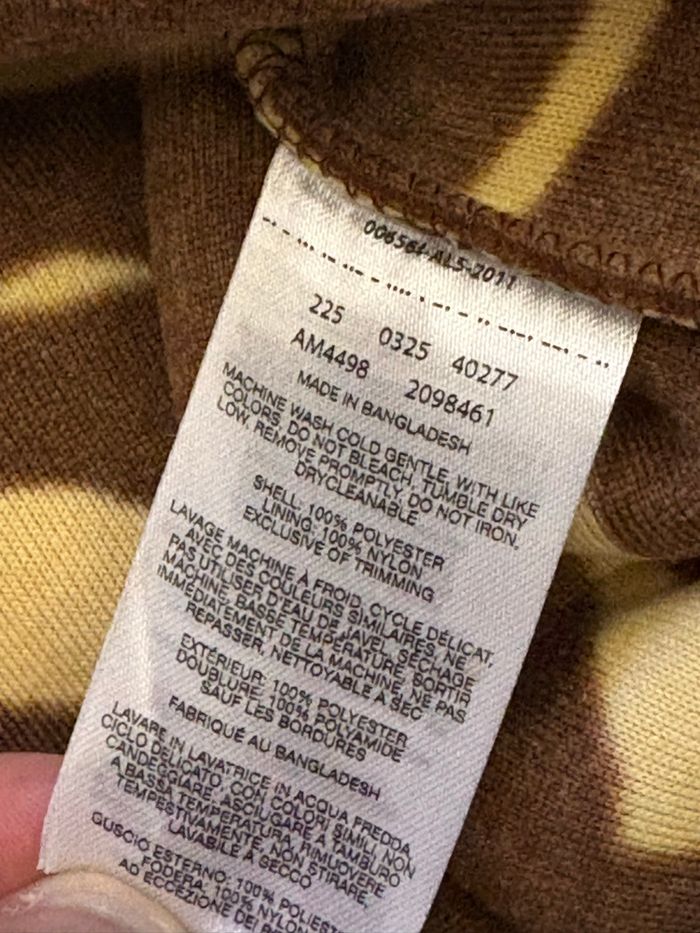 006564-AL5-2011
225 0325 40277
AM4498 2098461
MADE IN BANGLADESH
MACHINE WASH COLD GENTLE, WITH LIKE
COLORS, DO NOT BLEACH, TUMBLE DRY
LOW, REMOVE PROMPTLY, DO NOT IRON,
DRYCLEANABLE
SHELL, 100% POLYESTER
LINING, 100% NYLON
EXCLUSIVE OF TRIMMING
LAVAGE MACHINE À FROID, CYCLE DÉLICAT,
AVEC DES COULEURS SIMILAIRES, NE
PAS UTILISER D'EAU DE JAVEL, SÉCHAGE
MACHINE, BASSE TEMPÉRATURE, SORTIR
IMMÉDIATEMENT DE LA MACHINE, NE PAS
REPASSER, NETTOYABLE À SEC
EXTÉRIEUR: 100% POLYESTER
DOUBLURE: 100% POLYAMIDE
SAUF LES BORDURES
FABRIQUÉ AU BANGLADESH
LAVARE IN LAVATRICE IN ACQUA FREDDA,
CICLO DELICATO, CON COLORI SIMILI, NON
CANDEGGIARE, ASCIUGARE A TAMBURO
A BASSA TEMPERATURA, RIMUOVERE
TEMPESTIVAMENTE, NON STIRARE,
LAVABILE A SECCO
GUSCIO ESTERNO: 100% POLIEST
FODERA, 100% NYLON
AD ECCEZIONE DEI